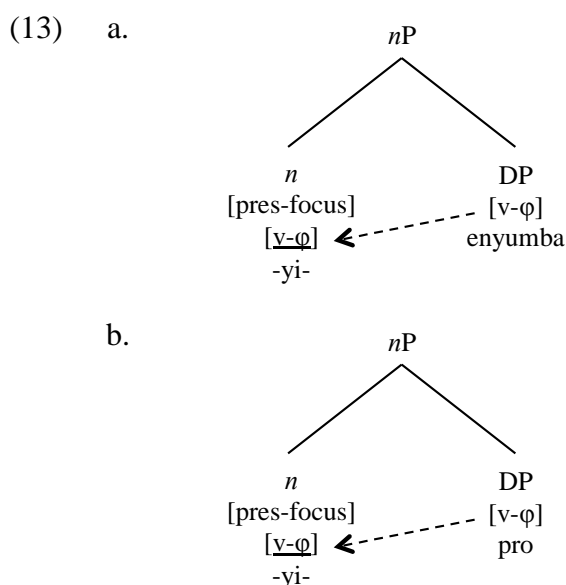 (13) a. nP
n DP
[pres-focus] [v-φ]
[v-φ] enyumba
-yi-
b. nP
n DP
[pres-focus] [v-φ]
[v-φ] pro
-yi-